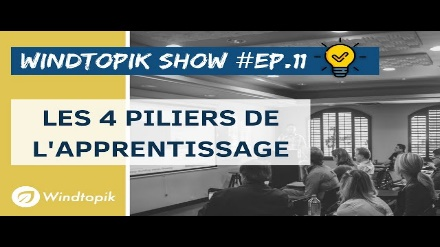 WINDTOPIK SHOW #EP.11
LES 4 PILIERS DE
L'APPRENTISSAGE
Windtopik